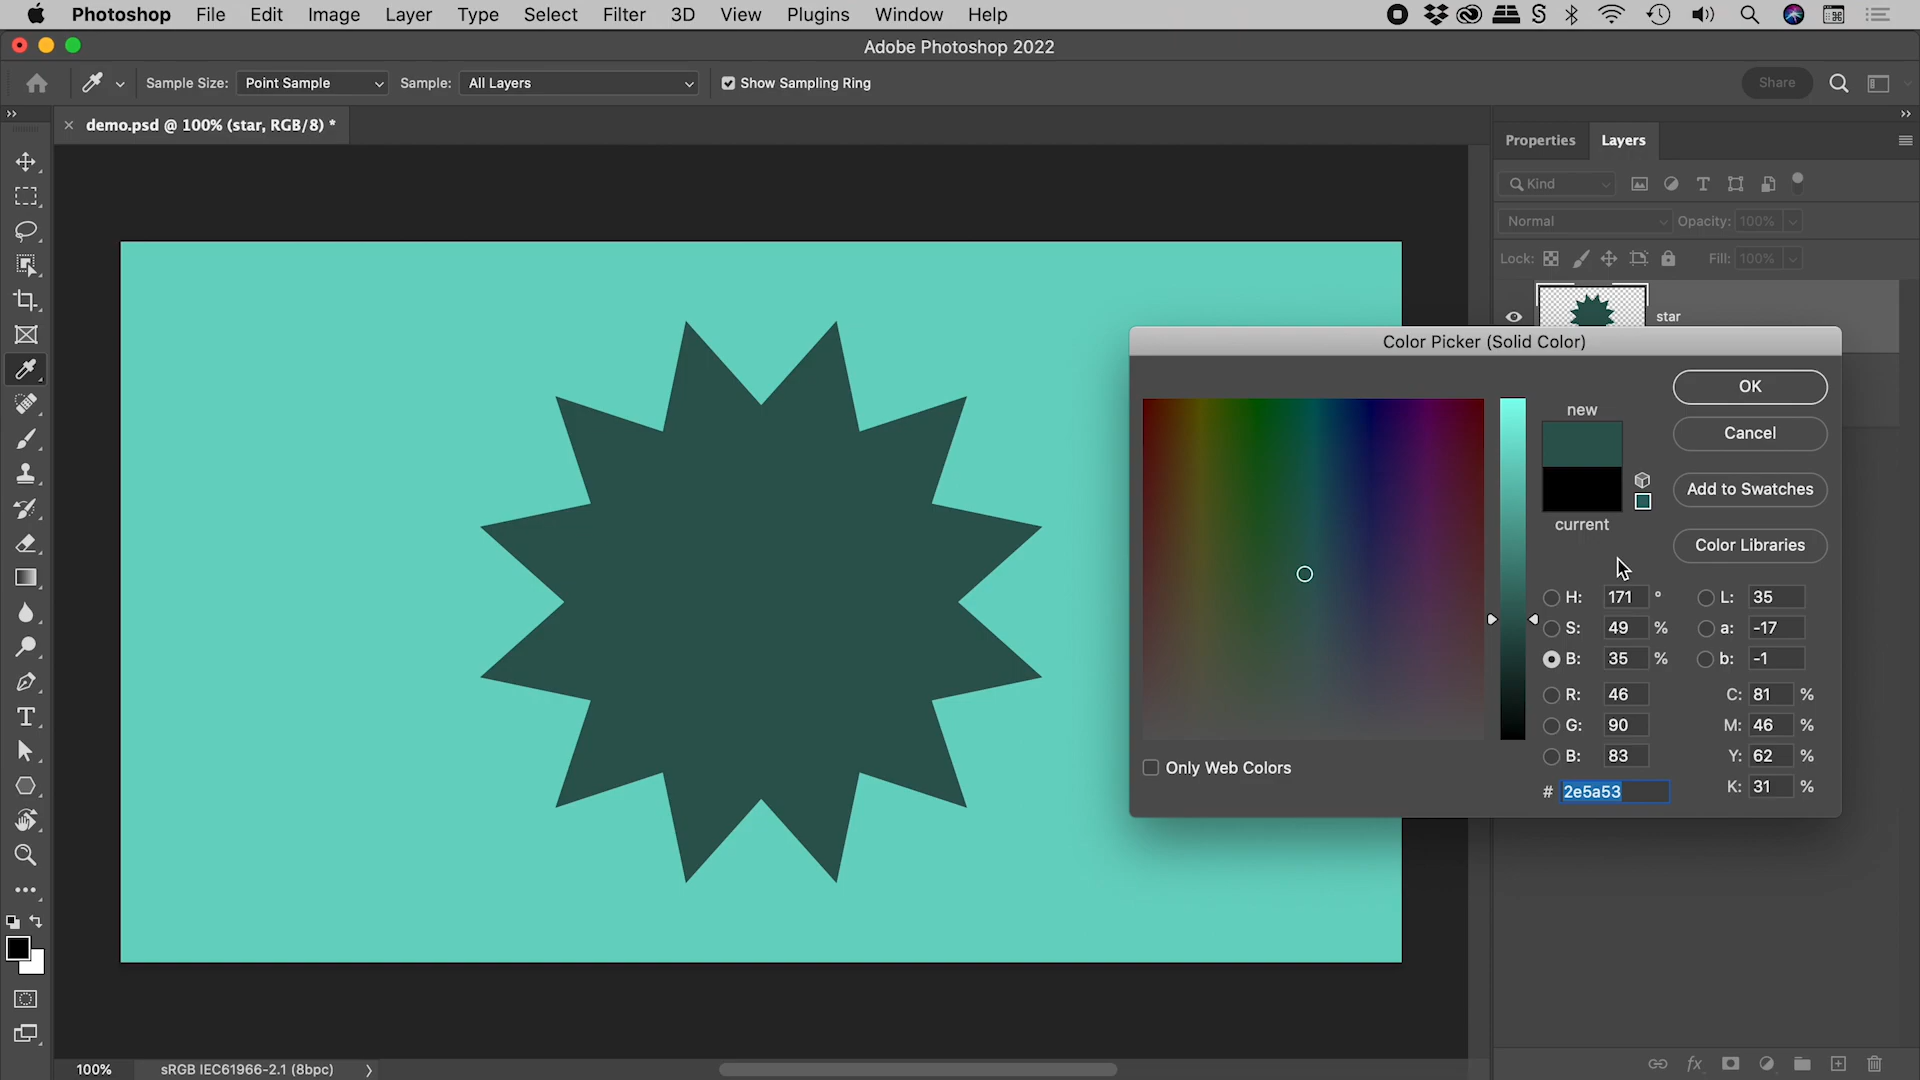 Photoshop File Edit Image Layer Type Select Filter 3D View Plugins Window Help
Adobe Photoshop 2022
Sample Size: Point Sample Sample: All Layers Show Sampling Ring Share
demo.psd @ 100% (star, RGB/8) *
Properties Layers
Kind
Normal Opacity: 100%
Lock: Fill: 100%
star
Color Picker (Solid Color)
OK
new
Cancel
Add to Swatches
current
Color Libraries
H: 171 ° L: 35
S: 49 % a: -17
B: 35 % b: -1
R: 46 C: 81 %
G: 90 M: 46 %
B: 83 Y: 62 %
Only Web Colors
# 2e5a53 K: 31 %
100% sRGB IEC61966-2.1 (8bpc)